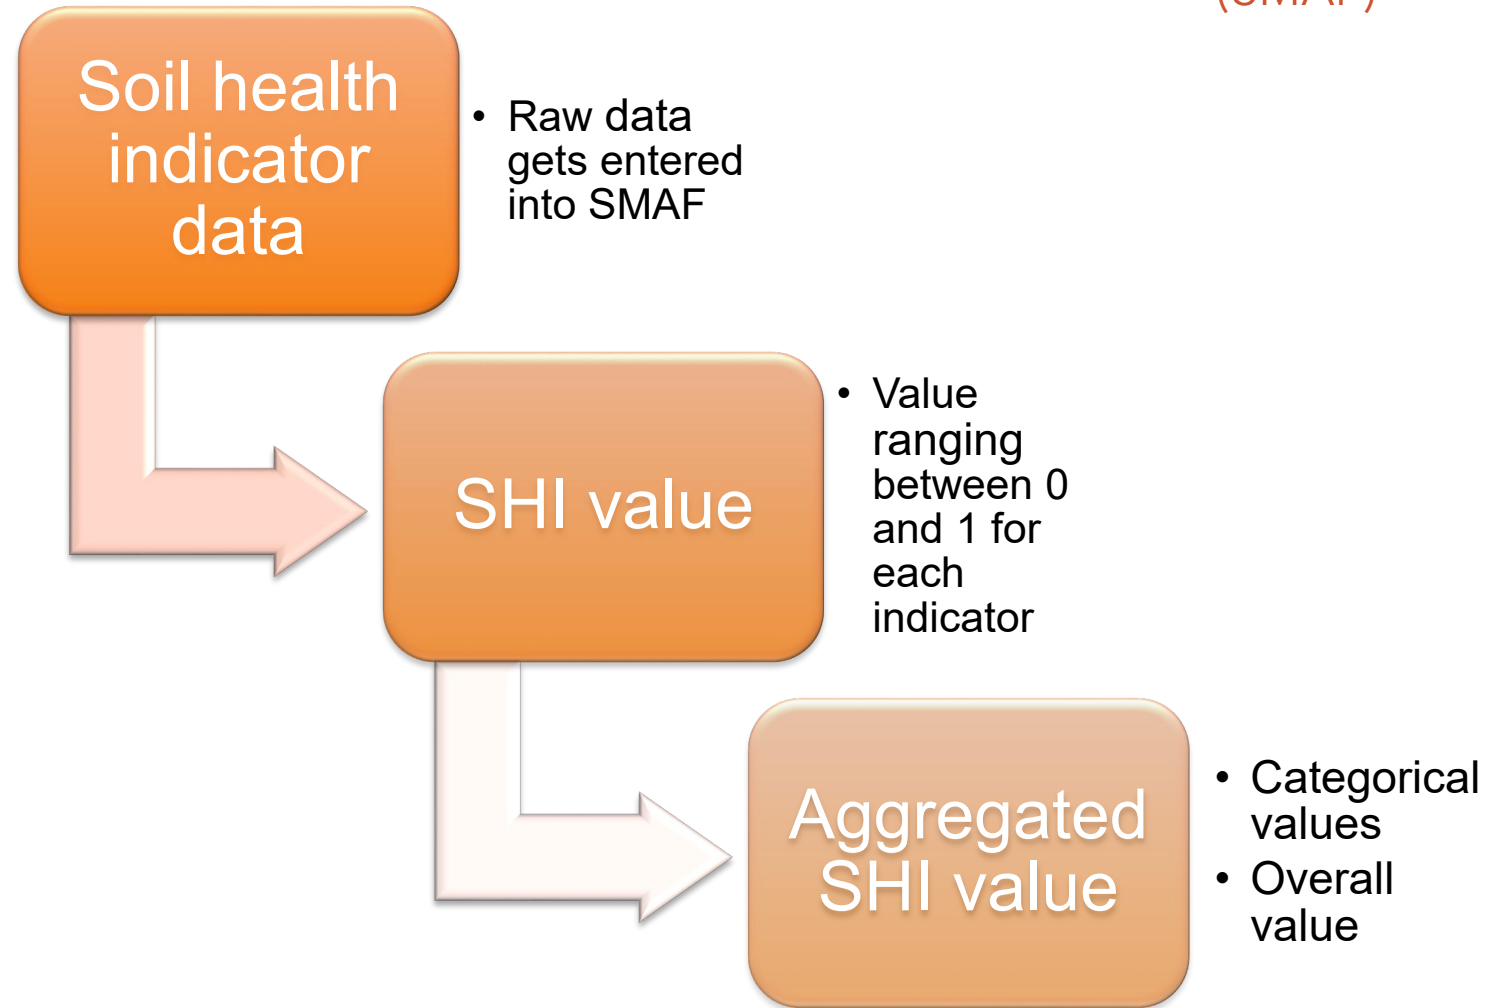 (SMAF)
Soil health
indicator
data
• Raw data
gets entered
into SMAF
SHI value
• Value
ranging
between 0
and 1 for
each
indicator
Aggregated
SHI value
• Categorical
values
• Overall
value